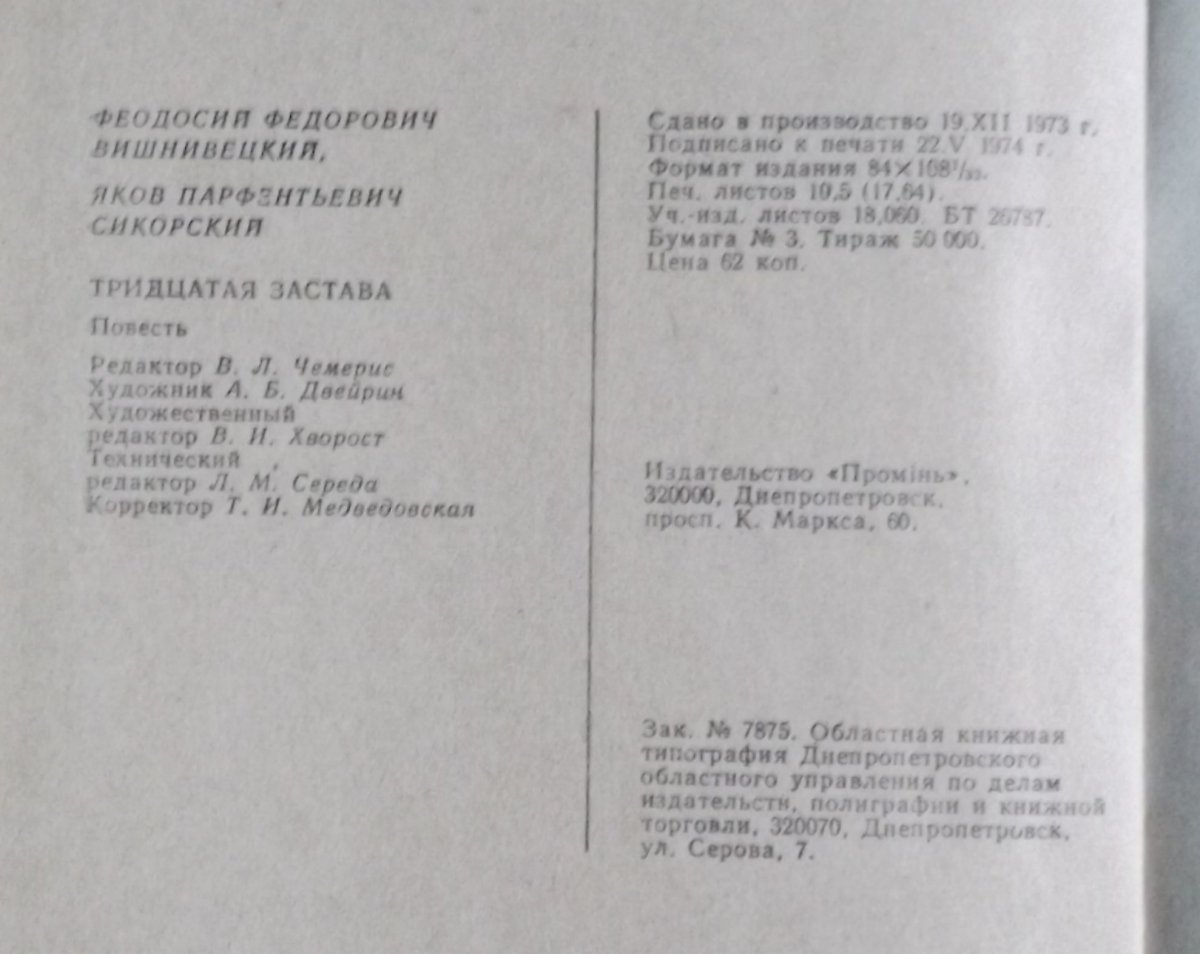 ФЕОДОСИЙ ФЕДОРОВИЧ
ВИШНИВЕЦКИЙ,
ЯКОВ ПАРФЕНТЬЕВИЧ
СИКОРСКИЙ
ТРИДЦАТАЯ ЗАСТАВА
Повесть
Редактор В. Л. Чемерис
Художник А. Б. Двейрин
Художественный
редактор В. И. Хворост
Технический
редактор Л. М. Середа
Корректор Т. И. Медведовская
Сдано в производство 19.XII 1973 г.
Подписано к печати 22.V 1974 г.
Формат издания 84×108¹/₃₂.
Печ. листов 10,5 (17,64).
Уч.-изд. листов 18,060. БТ 26787.
Бумага № 3. Тираж 50 000.
Цена 62 коп.
Издательство «Промінь»,
320000, Днепропетровск,
просп. К. Маркса, 60.
Зак. № 7875. Областная книжная
типография Днепропетровского
областного управления по делам
издательств, полиграфии и книжной
торговли, 320070, Днепропетровск,
ул. Серова, 7.